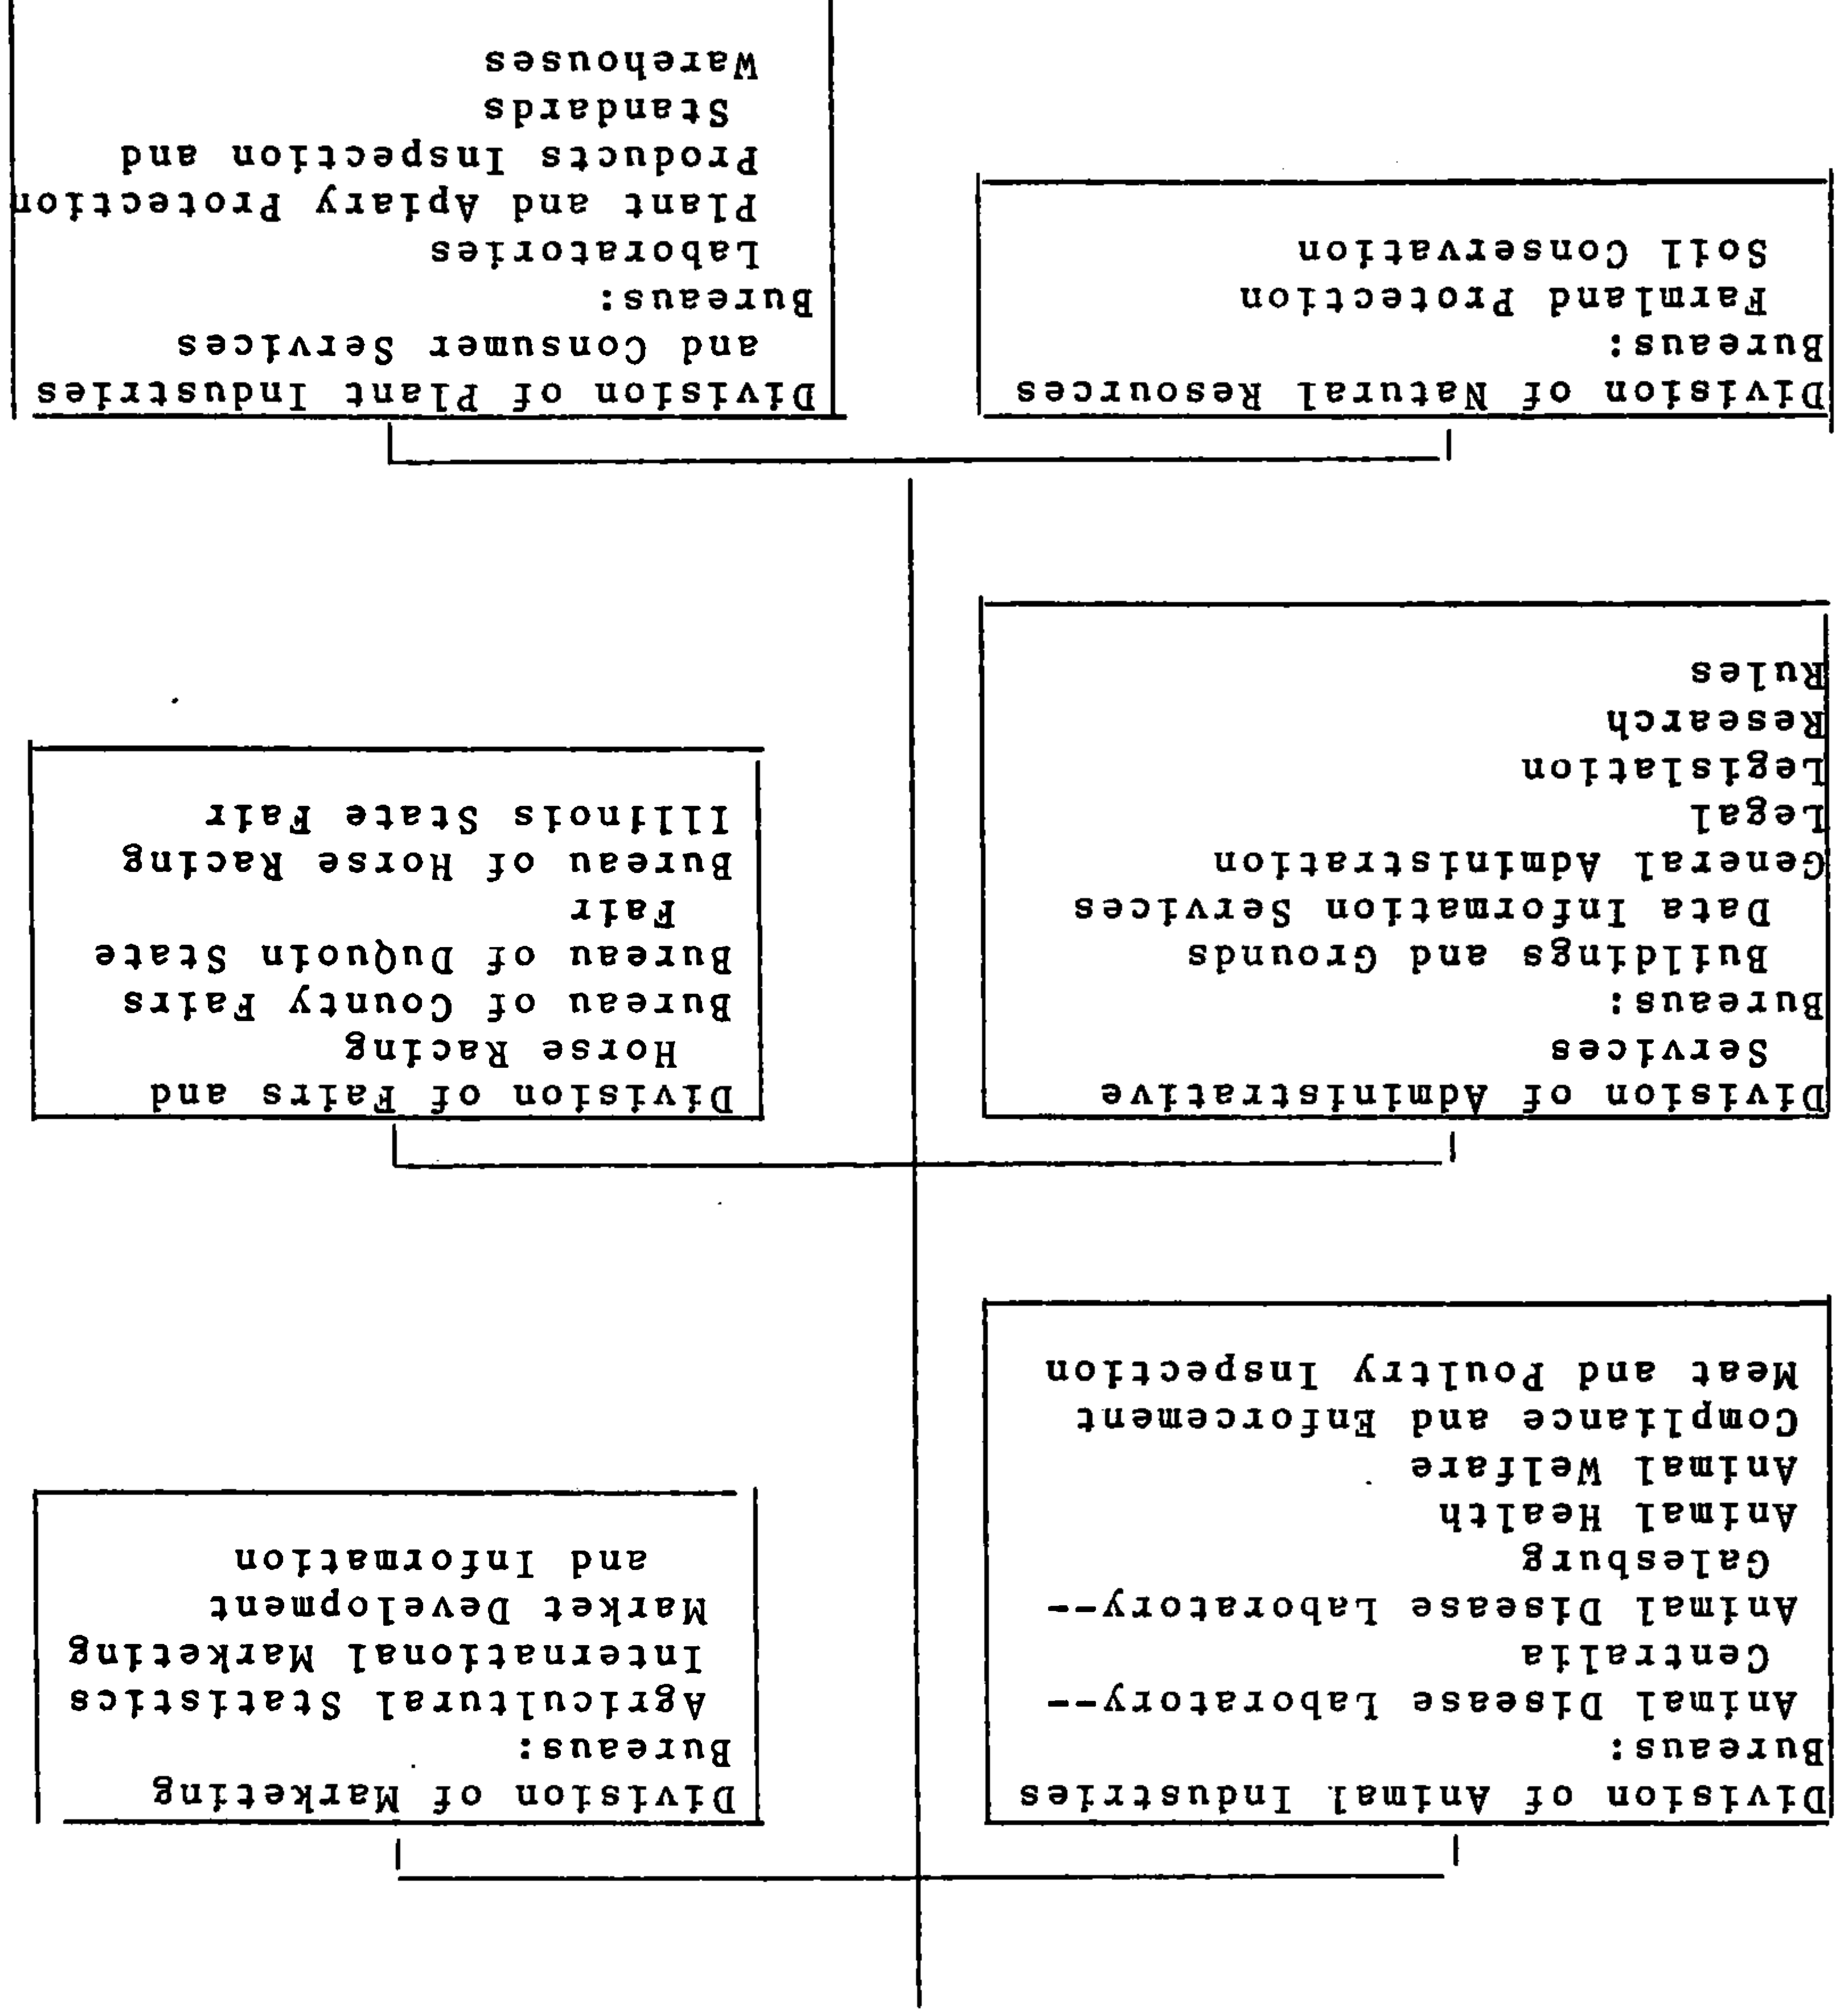 Division of Animal Industries
Bureaus:
Animal Disease Laboratory--
Centralia
Animal Disease Laboratory--
Galesburg
Animal Health
Animal Welfare
Compliance and Enforcement
Meat and Poultry Inspection
Division of Marketing
Bureaus:
Agricultural Statistics
International Marketing
Market Development
and Information
Division of Administrative
Services
Bureaus:
Buildings and Grounds
Data Information Services
General Administration
Legal
Legislation
Research
Rules
Division of Fairs and
Horse Racing
Bureau of County Fairs
Bureau of DuQuoin State
Fair
Bureau of Horse Racing
Illinois State Fair
Division of Natural Resources
Bureaus:
Farmland Protection
Soil Conservation
Division of Plant Industries
and Consumer Services
Bureaus:
Laboratories
Plant and Apiary Protection
Products Inspection and
Standards
Warehouses